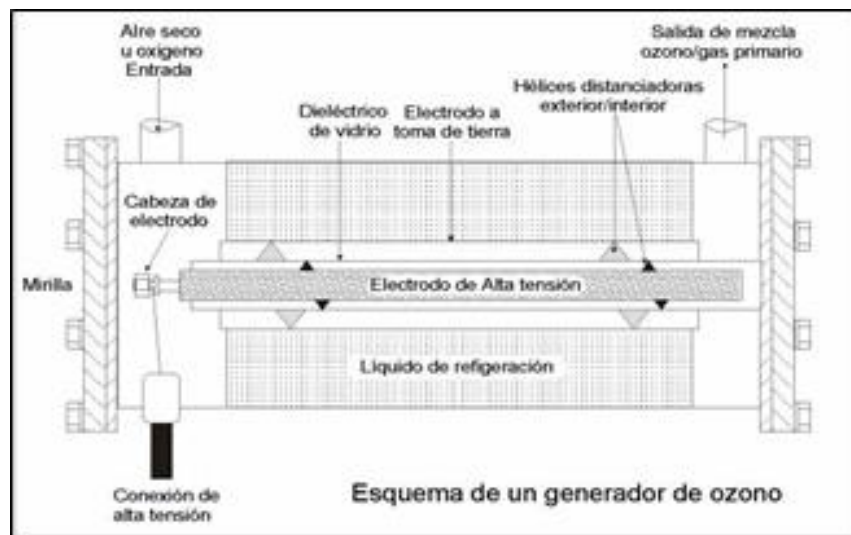 AIre seco
u oxigeno
Entrada
Salida de mezcla
ozono/gas primario
Hélices distanciadoras
exterior/interior
Dieléctrico
de vidrio
Electrodo a
toma de tierra
Cabeza de
electrodo
Mirilla
Electrodo de Alta tensión
Líquido de refigeración
Conexión de
alta tensión
Esquema de un generador de ozono